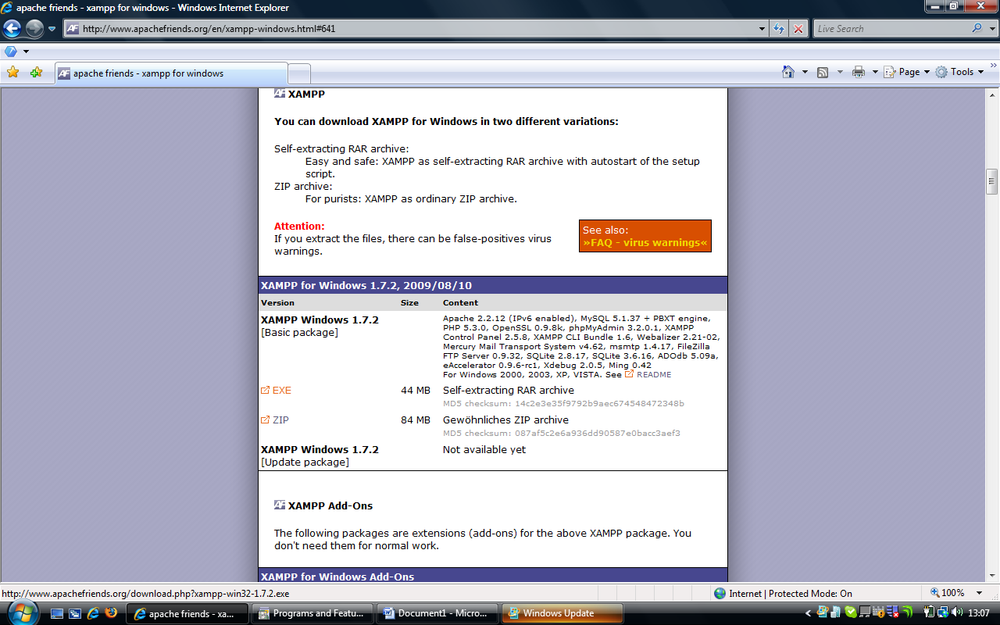 apache friends - xampp for windows - Windows Internet Explorer
http://www.apachefriends.org/en/xampp-windows.html#641
Live Search
apache friends - xampp for windows
Page
Tools
XAMPP
You can download XAMPP for Windows in two different variations:
Self-extracting RAR archive:
Easy and safe: XAMPP as self-extracting RAR archive with autostart of the setup
script.
ZIP archive:
For purists: XAMPP as ordinary ZIP archive.
Attention:
If you extract the files, there can be false-positives virus
warnings.
See also:
»FAQ - virus warnings«
XAMPP for Windows 1.7.2, 2009/08/10
Version Size Content
XAMPP Windows 1.7.2
[Basic package]
Apache 2.2.12 (IPv6 enabled), MySQL 5.1.37 + PBXT engine,
PHP 5.3.0, OpenSSL 0.9.8k, phpMyAdmin 3.2.0.1, XAMPP
Control Panel 2.5.8, XAMPP CLI Bundle 1.6, Webalizer 2.21-02,
Mercury Mail Transport System v4.62, msmtp 1.4.17, FileZilla
FTP Server 0.9.32, SQLite 2.8.17, SQLite 3.6.16, ADOdb 5.09a,
eAccelerator 0.9.6-rc1, Xdebug 2.0.5, Ming 0.42
For Windows 2000, 2003, XP, VISTA. See README
EXE 44 MB Self-extracting RAR archive
MD5 checksum: 14c2e3e35f9792b9aec674548472348b
ZIP 84 MB Gewöhnliches ZIP archive
MD5 checksum: 087af5c2e6a936dd90587e0bacc3aef3
XAMPP Windows 1.7.2
[Update package]
Not available yet
XAMPP Add-Ons
The following packages are extensions (add-ons) for the above XAMPP package. You
don't need them for normal work.
XAMPP for Windows Add-Ons
http://www.apachefriends.org/download.php?xampp-win32-1.7.2.exe
Internet | Protected Mode: On
100%
apache friends - xa...
Programs and Featu...
Document1 - Micro...
Windows Update
13:07